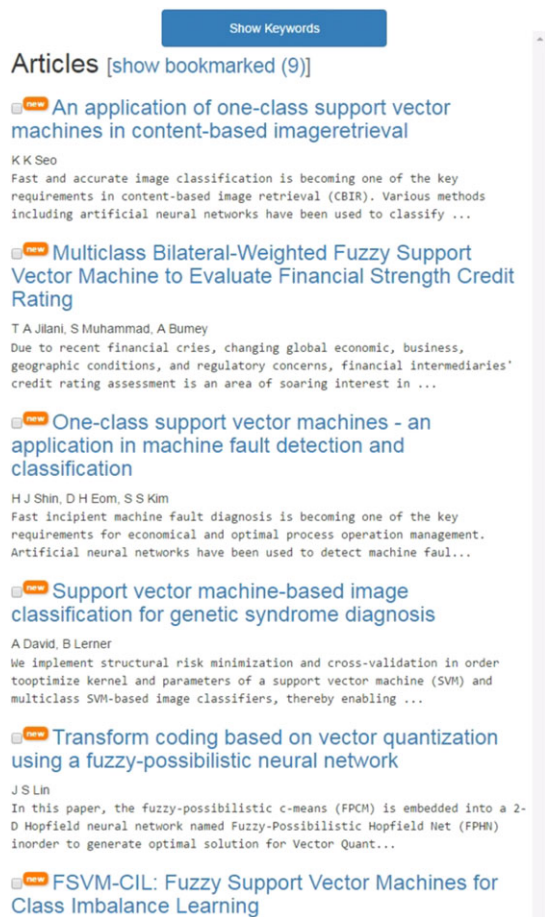 Show Keywords
Articles [show bookmarked (9)]
new An application of one-class support vector
machines in content-based imageretrieval
K K Seo
Fast and accurate image classification is becoming one of the key
requirements in content-based image retrieval (CBIR). Various methods
including artificial neural networks have been used to classify ...
new Multiclass Bilateral-Weighted Fuzzy Support
Vector Machine to Evaluate Financial Strength Credit
Rating
T A Jilani, S Muhammad, A Burney
Due to recent financial cries, changing global economic, business,
geographic conditions, and regulatory concerns, financial intermediaries'
credit rating assessment is an area of soaring interest in ...
new One-class support vector machines - an
application in machine fault detection and
classification
H J Shin, D H Eom, S S Kim
Fast incipient machine fault diagnosis is becoming one of the key
requirements for economical and optimal process operation management.
Artificial neural networks have been used to detect machine faul...
new Support vector machine-based image
classification for genetic syndrome diagnosis
A David, B Lerner
We implement structural risk minimization and cross-validation in order
tooptimize kernel and parameters of a support vector machine (SVM) and
multiclass SVM-based image classifiers, thereby enabling ...
new Transform coding based on vector quantization
using a fuzzy-possibilistic neural network
J S Lin
In this paper, the fuzzy-possibilistic c-means (FPCM) is embedded into a 2-
D Hopfield neural network named Fuzzy-Possibilistic Hopfield Net (FPHN)
inorder to generate optimal solution for Vector Quant...
new FSVM-CIL: Fuzzy Support Vector Machines for
Class Imbalance Learning